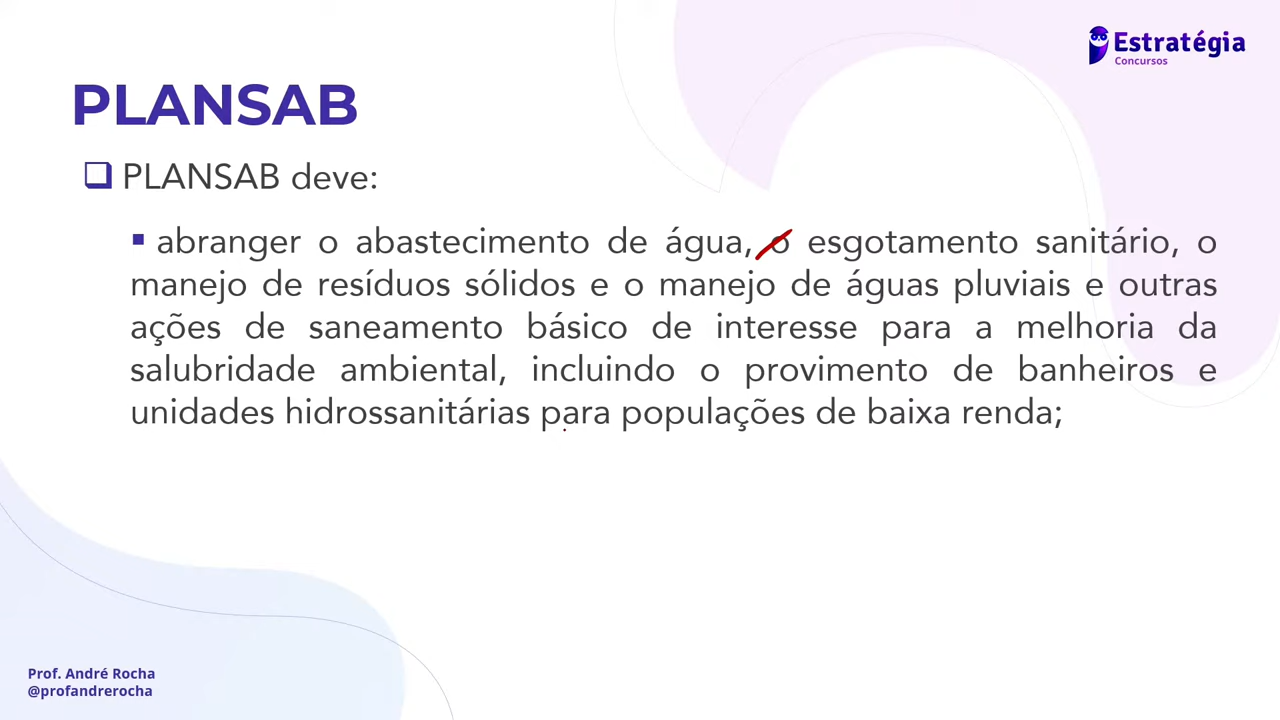 Estratégia
Concursos
PLANSAB
PLANSAB deve:
abranger o abastecimento de água, o esgotamento sanitário, o
manejo de resíduos sólidos e o manejo de águas pluviais e outras
ações de saneamento básico de interesse para a melhoria da
salubridade ambiental, incluindo o provimento de banheiros e
unidades hidrossanitárias para populações de baixa renda;
Prof. André Rocha
@profandrerocha